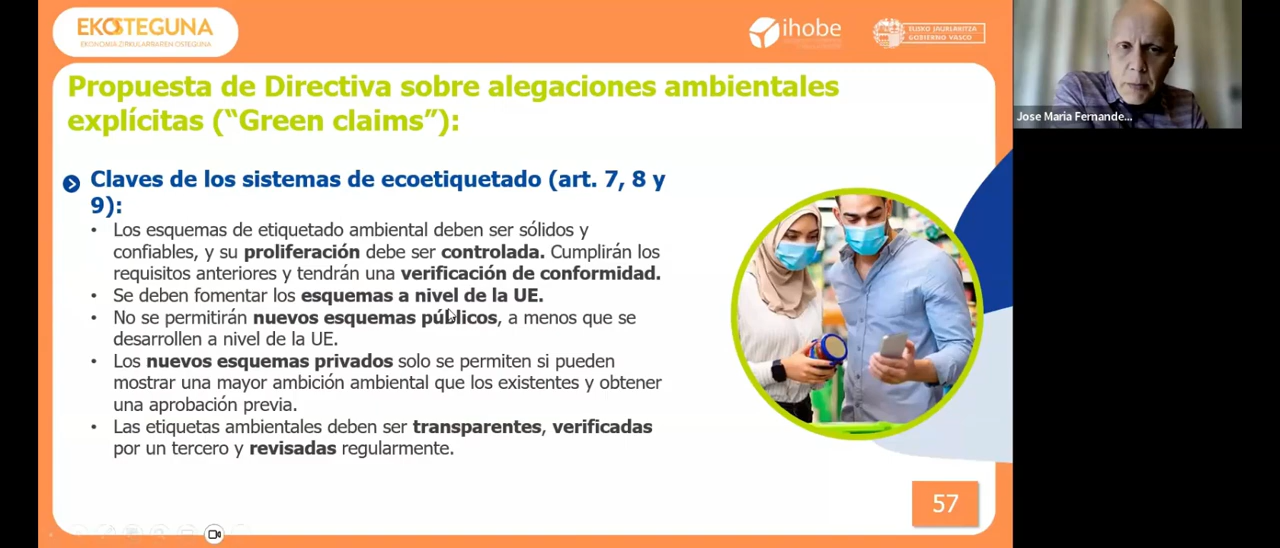 EKOSTEGUNA
EKONOMIA ZIRKULARRAREN OSTEGUNA
ihobe
EUSKO JAURLARITZA
GOBIERNO VASCO
Propuesta de Directiva sobre alegaciones ambientales
explícitas (“Green claims”):
Claves de los sistemas de ecoetiquetado (art. 7, 8 y
9):
• Los esquemas de etiquetado ambiental deben ser sólidos y
confiables, y su proliferación debe ser controlada. Cumplirán los
requisitos anteriores y tendrán una verificación de conformidad.
• Se deben fomentar los esquemas a nivel de la UE.
• No se permitirán nuevos esquemas públicos, a menos que se
desarrollen a nivel de la UE.
• Los nuevos esquemas privados solo se permiten si pueden
mostrar una mayor ambición ambiental que los existentes y obtener
una aprobación previa.
• Las etiquetas ambientales deben ser transparentes, verificadas
por un tercero y revisadas regularmente.
57
Jose Maria Fernande...